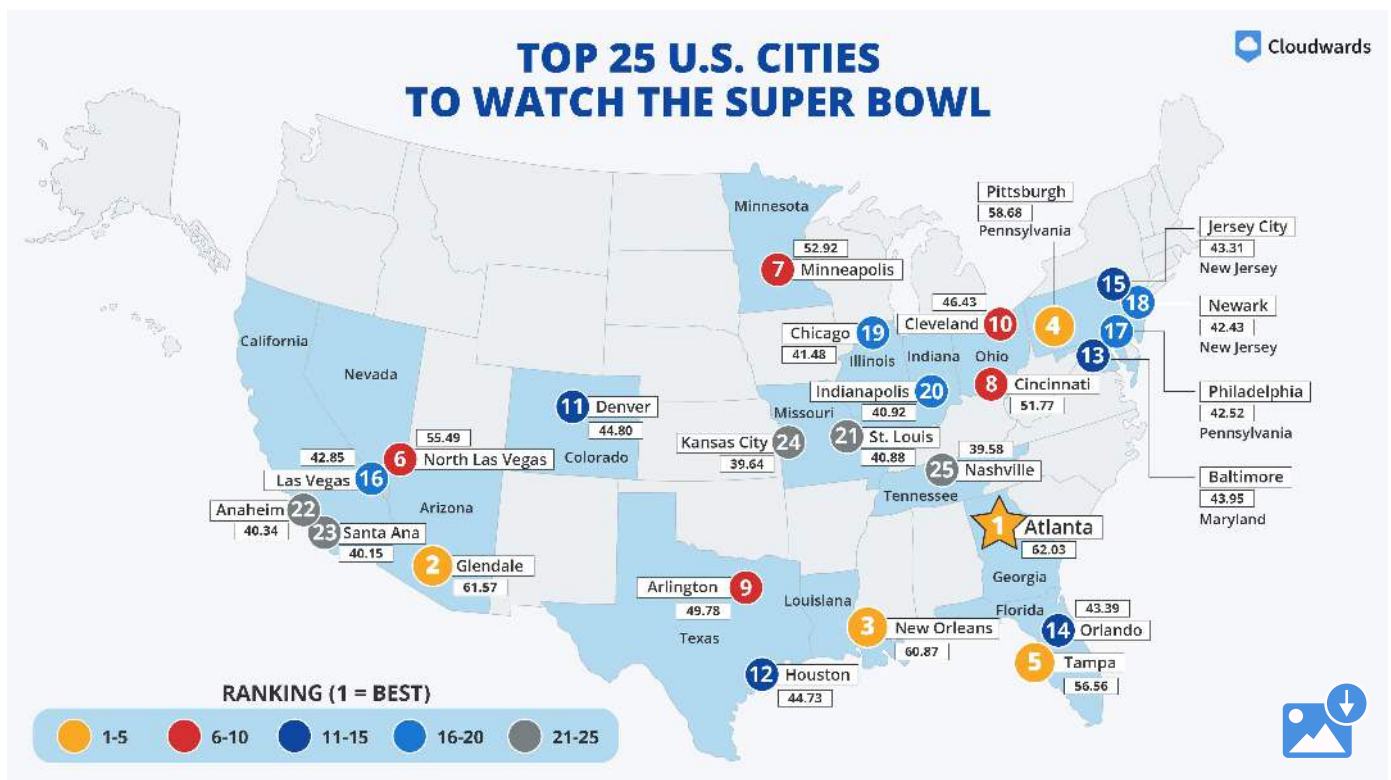 TOP 25 U.S. CITIES
TO WATCH THE SUPER BOWL
Cloudwards
Pittsburgh
58.68
Pennsylvania
Minnesota
52.92
7
Minneapolis
Jersey City
43.31
New Jersey
15
18
Newark
42.43
New Jersey
46.43
Cleveland
10
4
17
13
Chicago
19
41.48
Illinois
Indiana
Ohio
California
Nevada
8
Cincinnati
51.77
Indianapolis
20
40.92
Philadelphia
42.52
Pennsylvania
11
Denver
44.80
Colorado
Missouri
Kansas City
24
39.64
21
St. Louis
40.88
55.49
6
North Las Vegas
42.85
Las Vegas
16
39.58
25
Nashville
Tennessee
Baltimore
43.95
Maryland
Anaheim
22
40.34
23
Santa Ana
40.15
Arizona
2
Glendale
61.57
1
Atlanta
62.03
Georgia
Arlington
9
49.78
Texas
Louisiana
3
New Orleans
60.87
Florida
43.39
14
Orlando
5
Tampa
56.56
12
Houston
44.73
RANKING (1 = BEST)
1-5
6-10
11-15
16-20
21-25